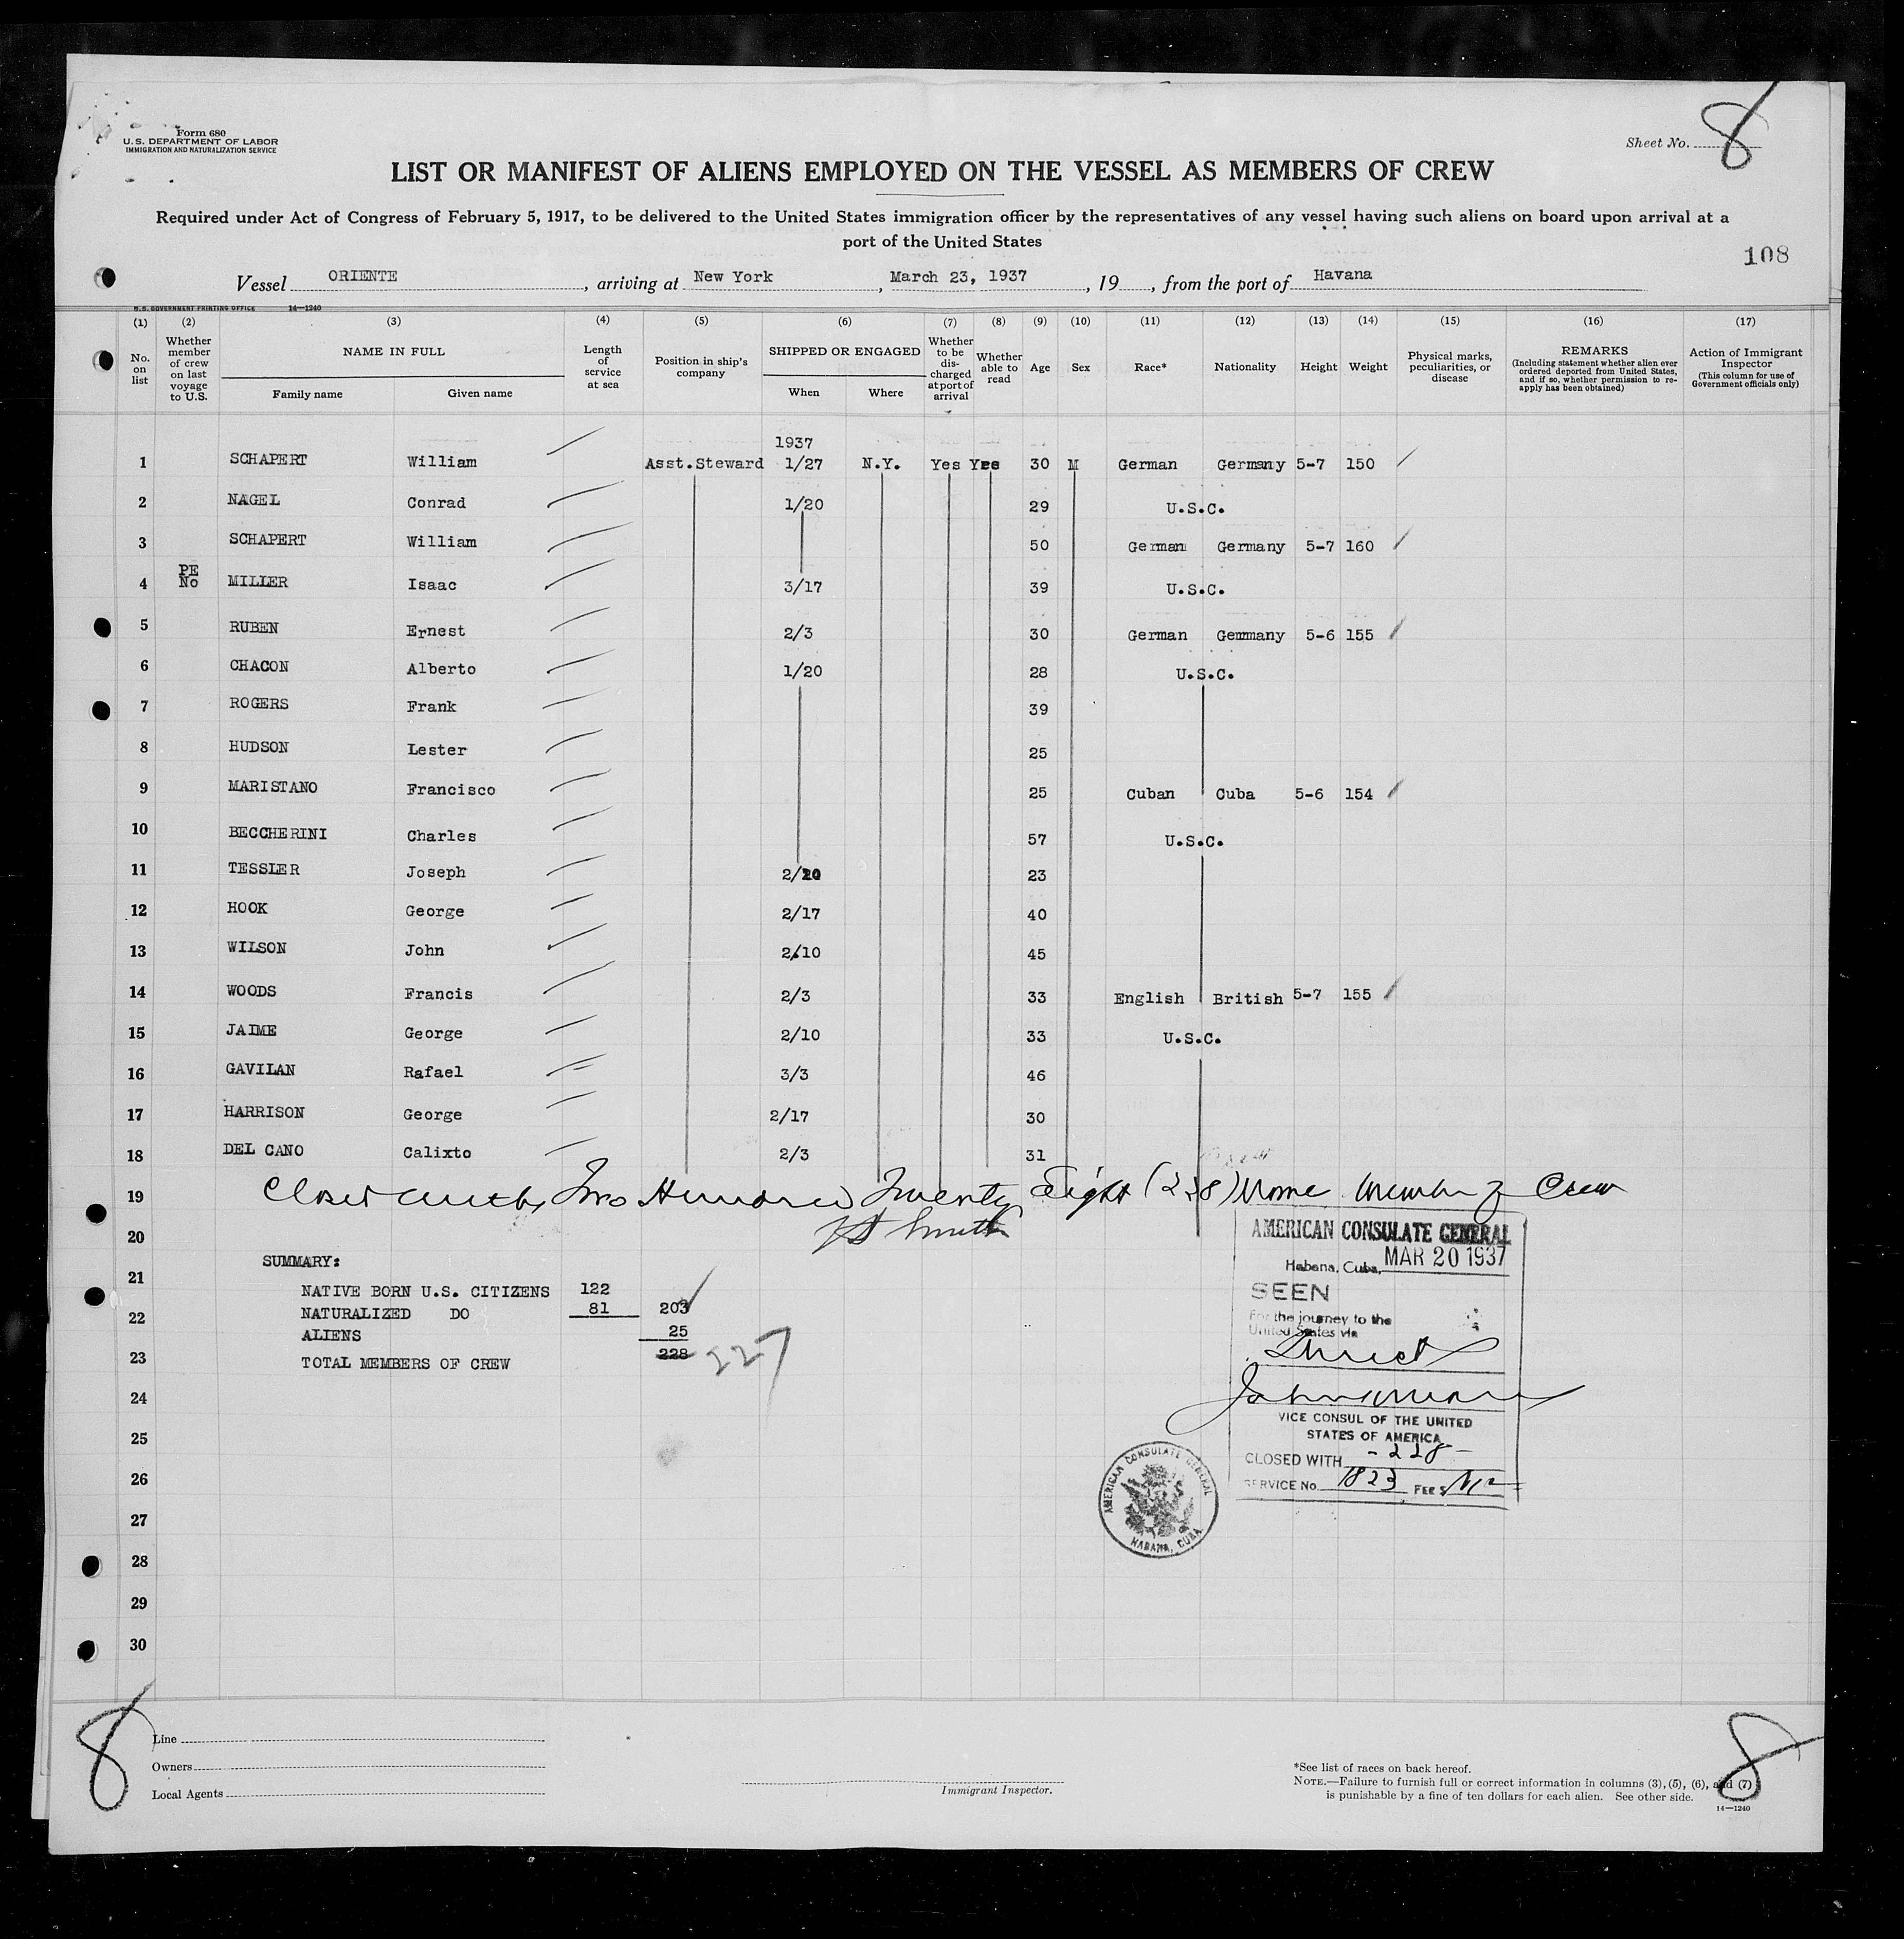 Form 680
U.S. DEPARTMENT OF LABOR
IMMIGRATION AND NATURALIZATION SERVICE
Sheet No. 8
LIST OR MANIFEST OF ALIENS EMPLOYED ON THE VESSEL AS MEMBERS OF CREW
Required under Act of Congress of February 5, 1917, to be delivered to the United States immigration officer by the representatives of any vessel having such aliens on board upon arrival at a
port of the United States
108
Vessel ORIENTE, arriving at New York, March 23, 1937, 19, from the port of Havana
U.S. GOVERNMENT PRINTING OFFICE 14—1240
(1) (2) (3) (4) (5) (6) (7) (8) (9) (10) (11) (12) (13) (14) (15) (16) (17)
No. on list
Whether member of crew on last voyage to U.S.
NAME IN FULL
Family name Given name
Length of service at sea
Position in ship's company
SHIPPED OR ENGAGED
When Where
Whether to be discharged at port of arrival
Whether able to read
Age
Sex
Race*
Nationality
Height
Weight
Physical marks, peculiarities, or disease
REMARKS
(Including statement whether alien ever ordered deported from United States, and if so, whether permission to re-apply has been obtained)
Action of Immigrant Inspector
(This column for use of Government officials only)
1937
1 SCHAPERT William Asst.Steward 1/27 N.Y. Yes Yes 30 M German Germany 5-7 150
2 NAGEL Conrad 1/20 29 U.S.C.
3 SCHAPERT William 50 German Germany 5-7 160
PE
4 No MILLER Isaac 3/17 39 U.S.C.
5 RUBEN Ernest 2/3 30 German Gemmany 5-6 155
6 CHACON Alberto 1/20 28 U.S.C.
7 ROGERS Frank 39
8 HUDSON Lester 25
9 MARISTANO Francisco 25 Cuban Cuba 5-6 154
10 BECCHERINI Charles 57 U.S.C.
11 TESSLER Joseph 2/20 23
12 HOOK George 2/17 40
13 WILSON John 2/10 45
14 WOODS Francis 2/3 33 English British 5-7 155
15 JAIME George 2/10 33 U.S.C.
16 GAVILAN Rafael 3/3 46
17 HARRISON George 2/17 30
18 DEL CANO Calixto 2/3 31
19 Closed with Two Hundred Twenty Eight (228) Member of Crew
20 Smith
AMERICAN CONSULATE GENERAL
Habana, Cuba, MAR 20 1937
SUMMARY:
21
NATIVE BORN U.S. CITIZENS 122
SEEN
22 NATURALIZED DO 81 203
For the journey to the
United States via
ALIENS 25
Direct
23 TOTAL MEMBERS OF CREW 228 227
24
VICE CONSUL OF THE UNITED
STATES OF AMERICA
25
CLOSED WITH -228-
26
SERVICE No. 1823 FEE $
AMERICAN CONSULATE GENERAL
HABANA, CUBA
27
28
29
30
8
8
Line
Owners
Local Agents
Immigrant Inspector.
*See list of races on back hereof.
NOTE.—Failure to furnish full or correct information in columns (3), (5), (6), and (7)
is punishable by a fine of ten dollars for each alien. See other side.
14—1240